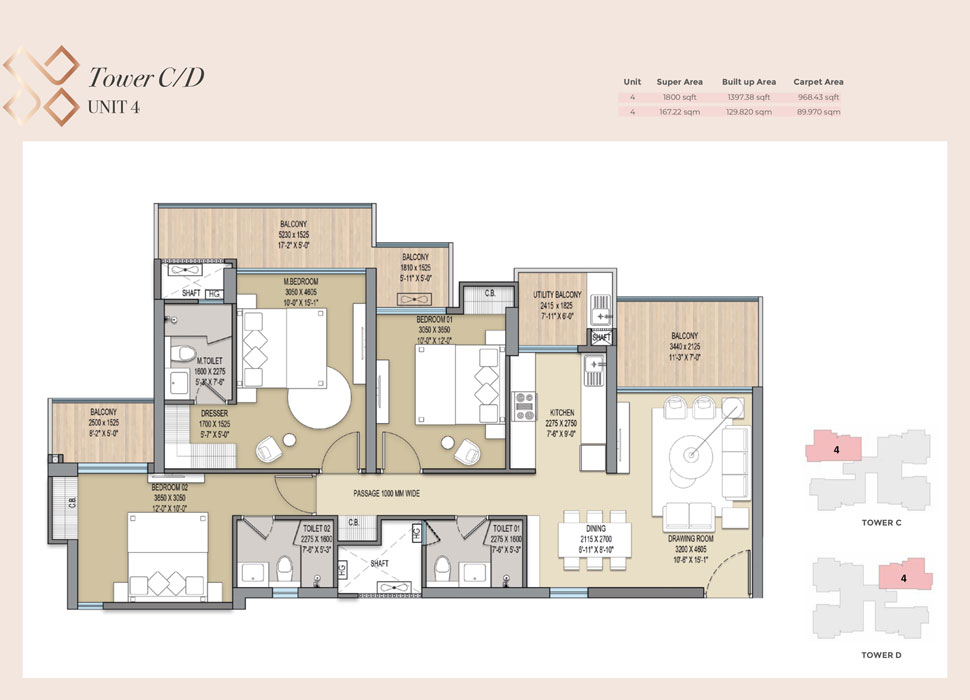 Tower C/D
UNIT 4
Unit Super Area Built up Area Carpet Area
4 1800 sqft 1397.38 sqft 968.43 sqft
4 167.22 sqm 129.820 sqm 89.970 sqm
BALCONY
5230 x 1525
17'-2" X 5'-0"
BALCONY
1810 x 1525
5'-11" X 5'-0"
SHAFT
HG
M.BEDROOM
3050 X 4605
10'-0" X 15'-1"
C.B.
UTILITY BALCONY
2415 x 1825
7'-11" X 6'-0"
SHAFT
BEDROOM 01
3050 X 3650
10'-0" X 12'-0"
BALCONY
3440 x 2125
11'-3" X 7'-0"
M.TOILET
1600 X 2275
5'-3" X 7'-6"
BALCONY
2500 x 1525
8'-2" X 5'-0"
DRESSER
1700 X 1525
5'-7" X 5'-0"
KITCHEN
2275 X 2750
7'-6" X 9'-0"
BEDROOM 02
3650 X 3050
12'-0" X 10'-0"
C.B.
PASSAGE 1000 MM WIDE
TOILET 02
2275 X 1600
7'-6" X 5'-3"
C.B.
SHAFT
HG
HG
TOILET 01
2275 X 1600
7'-6" X 5'-3"
DINING
2115 X 2700
6'-11" X 8'-10"
DRAWING ROOM
3200 X 4605
10'-6" X 15'-1"
4
TOWER C
4
TOWER D